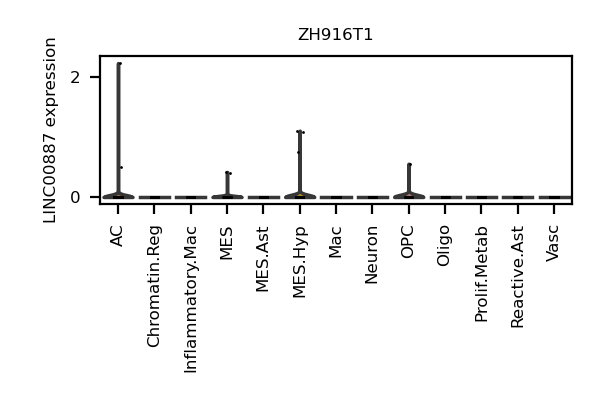 ZH916T1
LINC00887 expression
2
0
AC
Chromatin.Reg
Inflammatory.Mac
MES
MES.Ast
MES.Hyp
Mac
Neuron
OPC
Oligo
Prolif.Metab
Reactive.Ast
Vasc